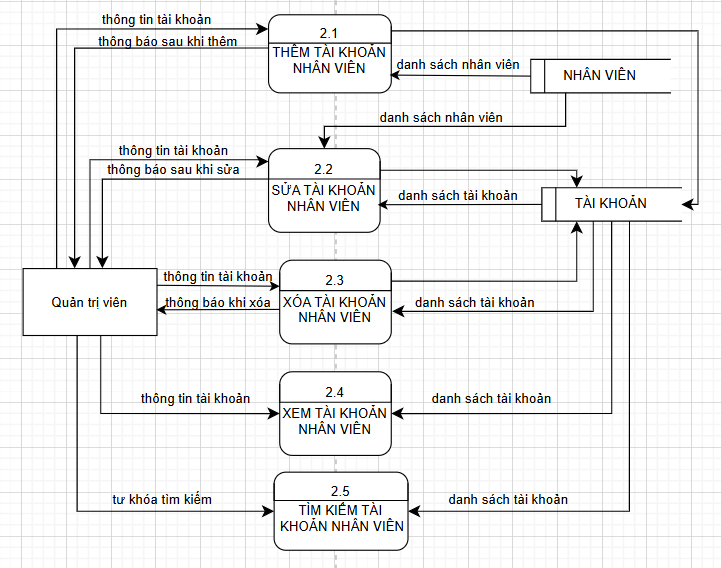 thông tin tài khoản
2.1
thông báo sau khi thêm
THÊM TÀI KHOẢN
NHÂN VIÊN
danh sách nhân viên
NHÂN VIÊN
danh sách nhân viên
thông tin tài khoản
2.2
thông báo sau khi sửa
SỬA TÀI KHOẢN
NHÂN VIÊN
danh sách tài khoản
TÀI KHOẢN
Quản trị viên
thông tin tài khoản
2.3
thông báo khi xóa
XÓA TÀI KHOẢN
NHÂN VIÊN
danh sách tài khoản
2.4
thông tin tài khoản
XEM TÀI KHOẢN
NHÂN VIÊN
danh sách tài khoản
2.5
tư khóa tìm kiếm
TÌM KIẾM TÀI
KHOẢN NHÂN VIÊN
danh sách tài khoản